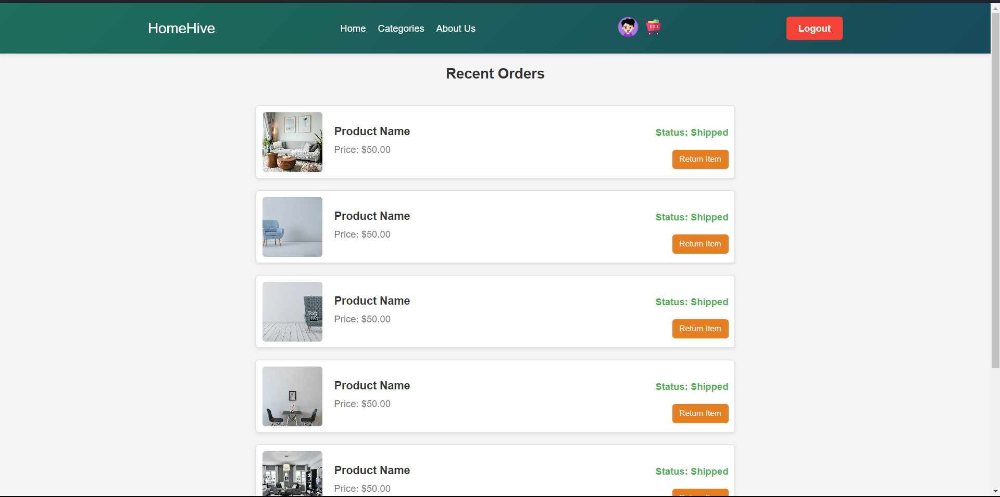 HomeHive
Home Categories About Us
Logout
Recent Orders
Product Name
Price: $50.00
Status: Shipped
Return Item
Product Name
Price: $50.00
Status: Shipped
Return Item
Product Name
Price: $50.00
Status: Shipped
Return Item
Product Name
Price: $50.00
Status: Shipped
Return Item
Product Name
Price: $50.00
Status: Shipped